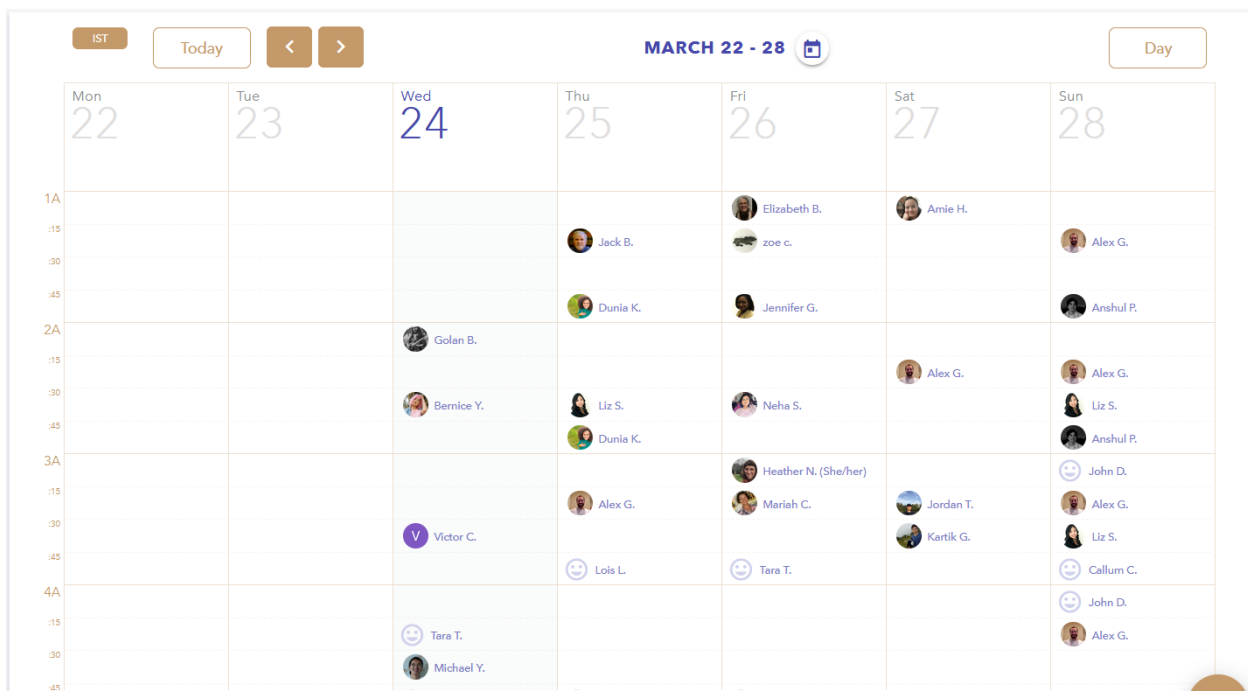 IST Today MARCH 22 - 28 Day
Mon Tue Wed Thu Fri Sat Sun
22 23 24 25 26 27 28
1A Elizabeth B. Amie H.
:15 Jack B. zoe c. Alex G.
:30
:45 Dunia K. Jennifer G. Anshul P.
2A Golan B.
:15 Alex G. Alex G.
:30 Bernice Y. Liz S. Neha S. Liz S.
:45 Dunia K. Anshul P.
3A Heather N. (She/her) John D.
:15 Alex G. Mariah C. Jordan T. Alex G.
:30 V Victor C. Kartik G. Liz S.
:45 Lois L. Tara T. Callum C.
4A John D.
:15 Tara T. Alex G.
:30 Michael Y.
:45